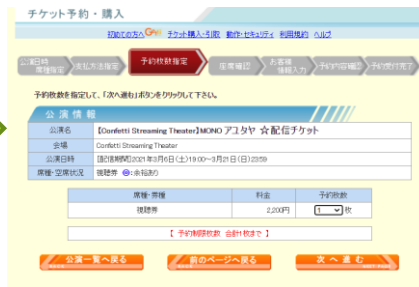 チケット予約・購入
初めての方へ Gettii チケット購入・引取 動作・セキュリティ 利用規約 ヘルプ
公演日時 席種指定 支払方法指定 予約枚数指定 座席確認 お客様情報入力 予約内容確認 予約受付完了
予約枚数を指定して、「次へ進む」ボタンをクリックして下さい。
公 演 情 報
公演名 【Confetti Streaming Theater】MONO アユタヤ ☆配信チケット
会場 Confetti Streaming Theater
公演日時 【配信期間】2021年3月6日(土)19:00～3月21日(日)23:59
席種・空席状況 視聴券 ◎:余裕あり
席種・券種 料金 予約枚数
視聴券 2,200円 1 枚
【 予約制限枚数 合計1枚まで 】
公演一覧へ戻る 前のページへ戻る 次 へ 進 む